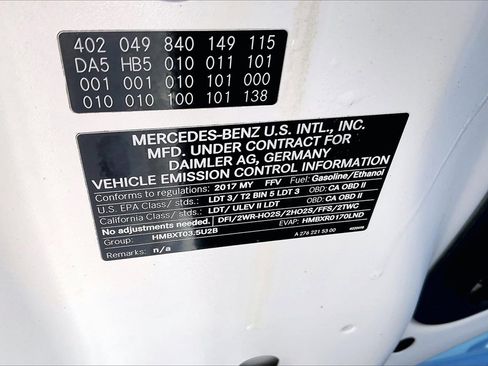 402 049 840 149 115
DA5 HB5 010 011 101
001 001 010 101 000
010 010 100 101 138
MERCEDES-BENZ U.S. INTL., INC.
MFD. UNDER CONTRACT FOR
DAIMLER AG, GERMANY
VEHICLE EMISSION CONTROL INFORMATION
Conforms to regulations: 2017 MY FFV Fuel: Gasoline/Ethanol
U.S. EPA Class / stds.: LDT 3/ T2 BIN 5 LDT 3 OBD: CA OBD II
California Class / stds.: LDT/ ULEV II LDT OBD: CA OBD II
No adjustments needed. DFI/2WR-HO2S/2HO2S/FFS/2TWC
Group: HMBXT03.5U2B EVAP: HMBXR0170LND
Remarks: n/a A 276 221 53 00